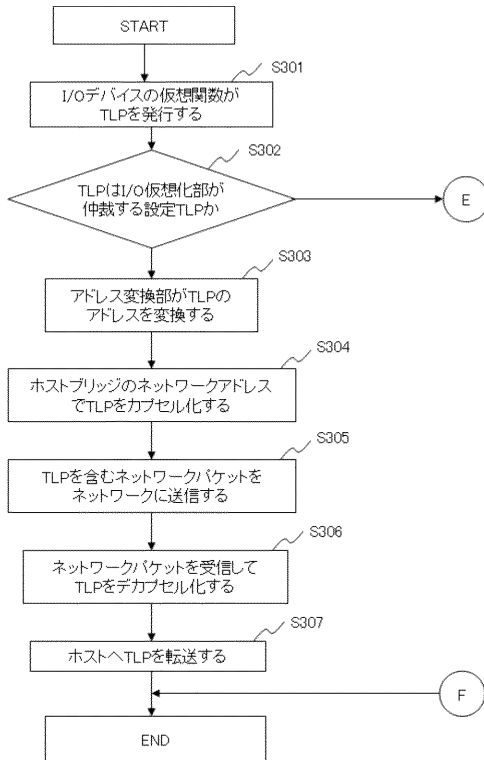 START
S301
I/Oデバイスの仮想関数が
TLPを発行する
S302
TLPはI/O仮想化部が
仲裁する設定TLPか
E
S303
アドレス変換部がTLPの
アドレスを変換する
S304
ホストブリッジのネットワークアドレス
でTLPをカプセル化する
S305
TLPを含むネットワークパケットを
ネットワークに送信する
S306
ネットワークパケットを受信して
TLPをデカプセル化する
S307
ホストへTLPを転送する
F
END